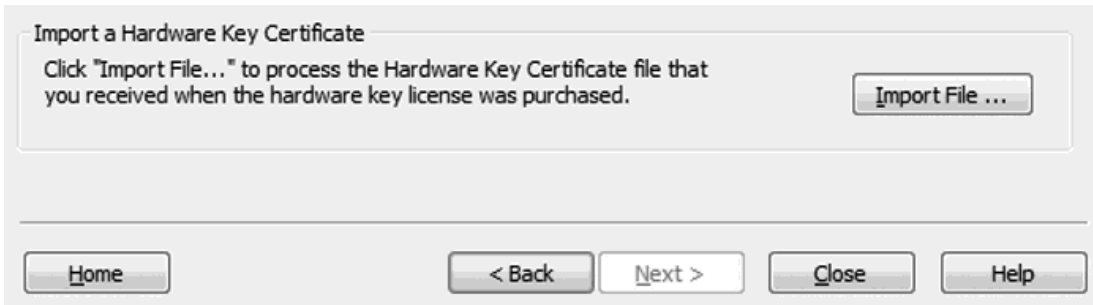 Import a Hardware Key Certificate
Click "Import File..." to process the Hardware Key Certificate file that
you received when the hardware key license was purchased.
Import File ...
Home
< Back
Next >
Close
Help